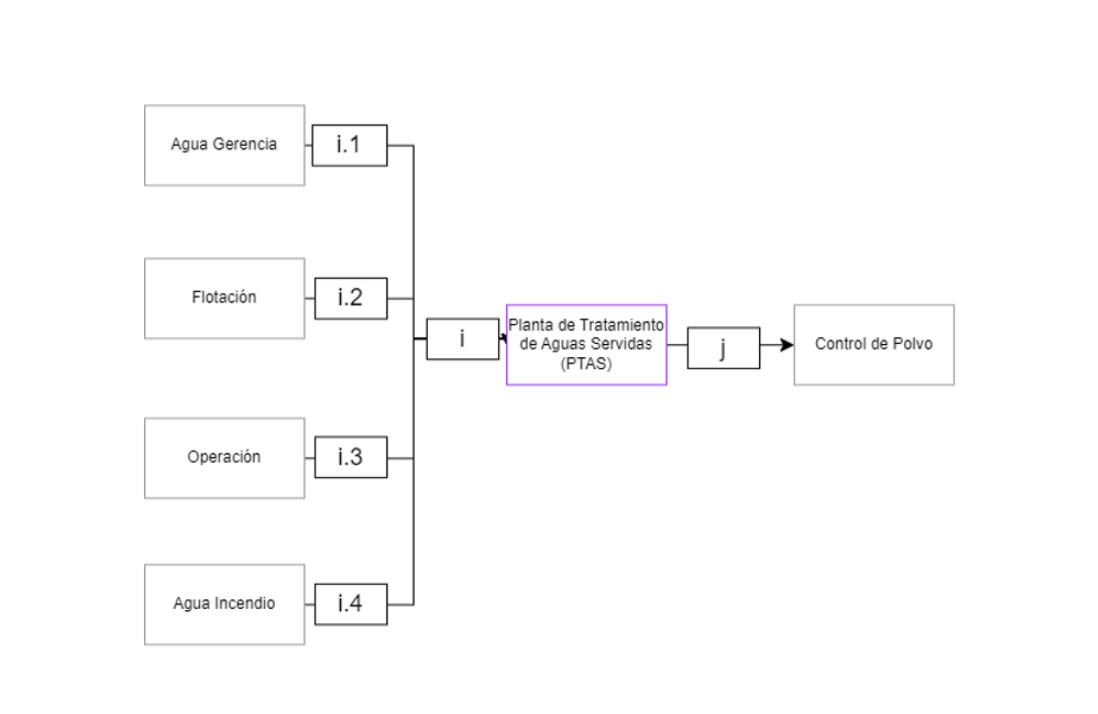 Agua Gerencia
i.1
Flotación
i.2
i
Planta de Tratamiento
de Aguas Servidas
(PTAS)
j
Control de Polvo
Operación
i.3
Agua Incendio
i.4